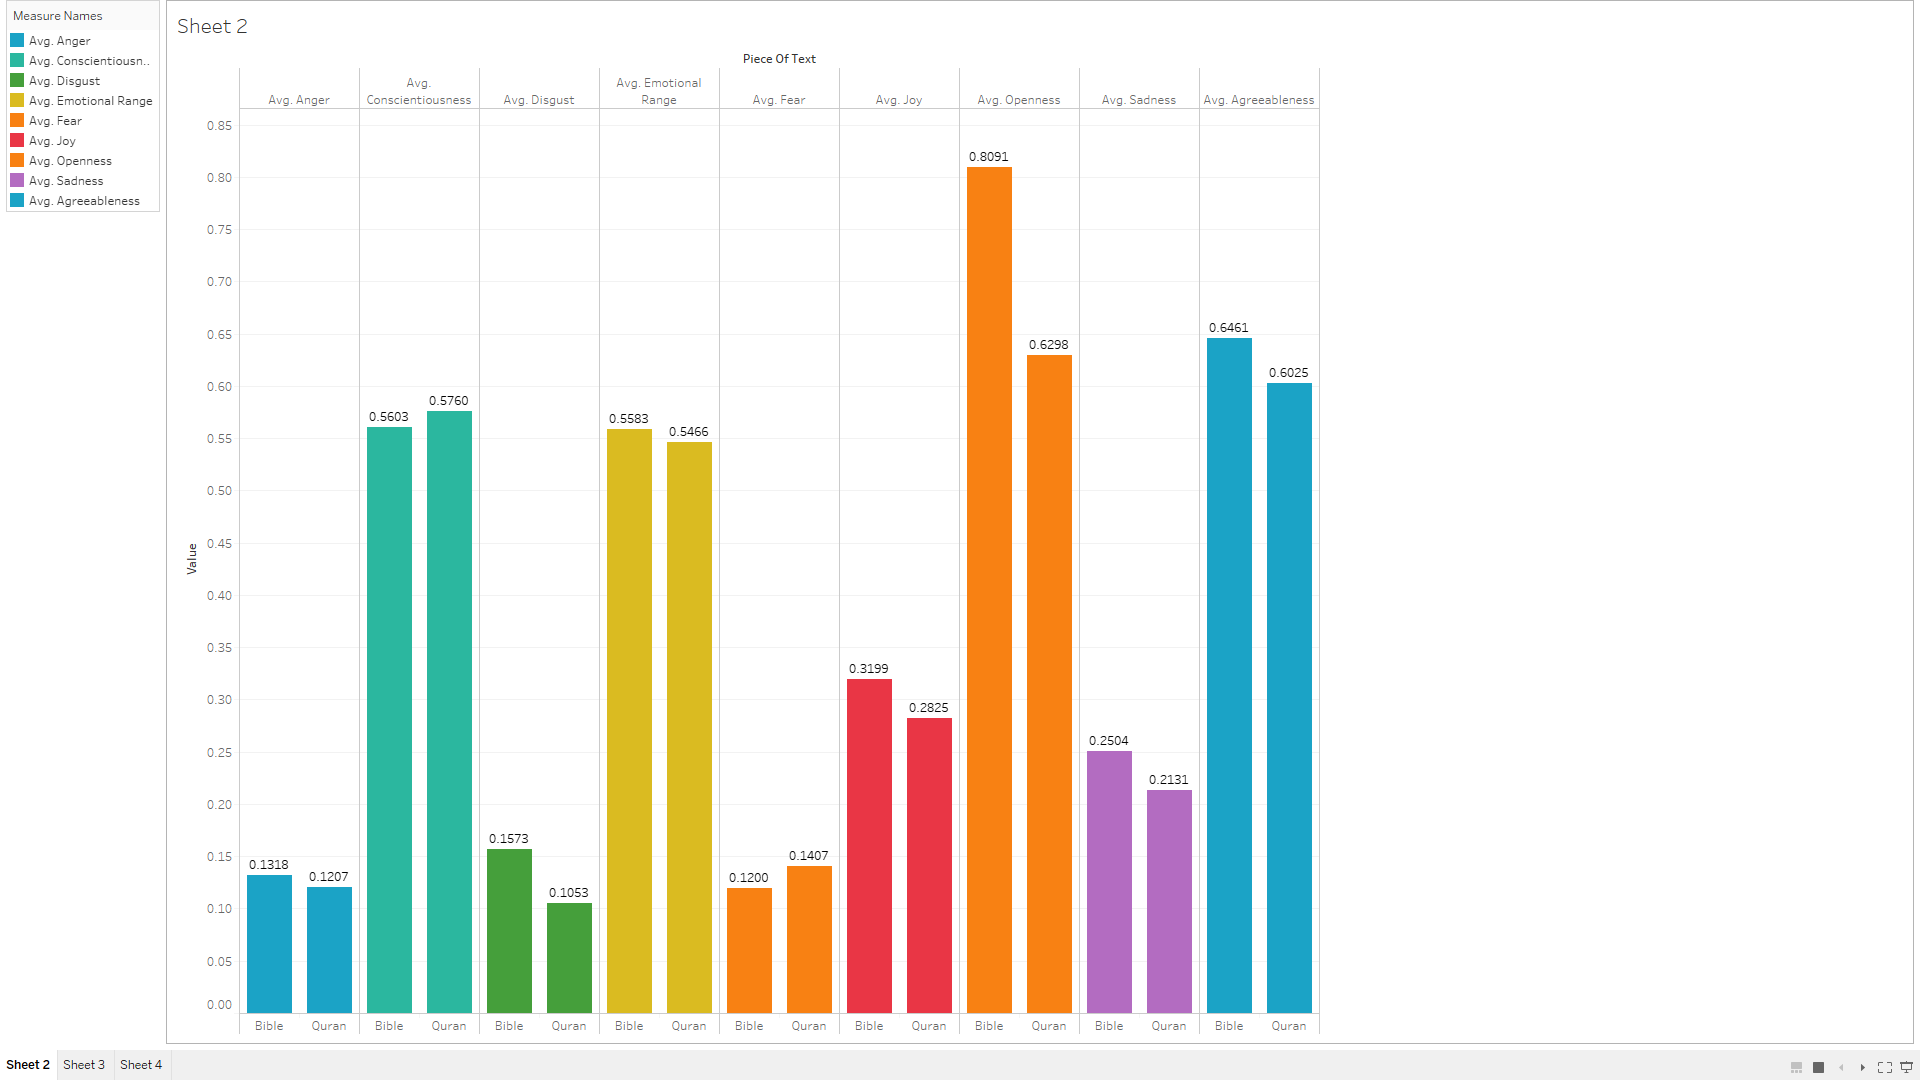 Measure Names
Avg. Anger
Avg. Conscientiousn..
Avg. Disgust
Avg. Emotional Range
Avg. Fear
Avg. Joy
Avg. Openness
Avg. Sadness
Avg. Agreeableness
Sheet 2
Piece Of Text
Avg. Anger
Avg. Conscientiousness
Avg. Disgust
Avg. Emotional Range
Avg. Fear
Avg. Joy
Avg. Openness
Avg. Sadness
Avg. Agreeableness
Value
0.85
0.80
0.75
0.70
0.65
0.60
0.55
0.50
0.45
0.40
0.35
0.30
0.25
0.20
0.15
0.10
0.05
0.00
0.1318
0.1207
0.5603
0.5760
0.1573
0.1053
0.5583
0.5466
0.1200
0.1407
0.3199
0.2825
0.8091
0.6298
0.2504
0.2131
0.6461
0.6025
Bible Quran Bible Quran Bible Quran Bible Quran Bible Quran Bible Quran Bible Quran Bible Quran Bible Quran
Sheet 2 Sheet 3 Sheet 4